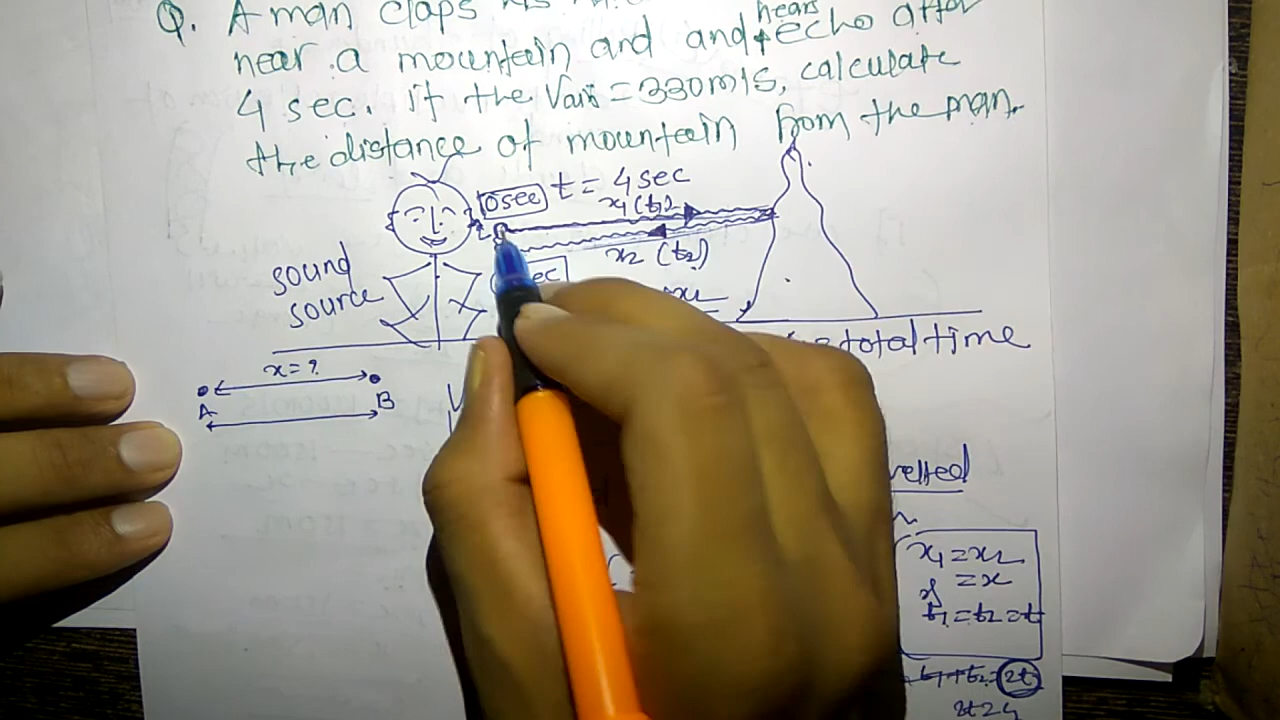 Q. A man claps his
near a mountain and and hears echo after
4 sec. If the Vair = 330m/s, calculate
the distance of mountain from the man.
0sec t = 4 sec
x1 (t1)
x2 (t2)
sound
source
total time
x = ?
A B
velled
x1 = x2
= x
t1 = t2 = t
t1 + t2 = 2t